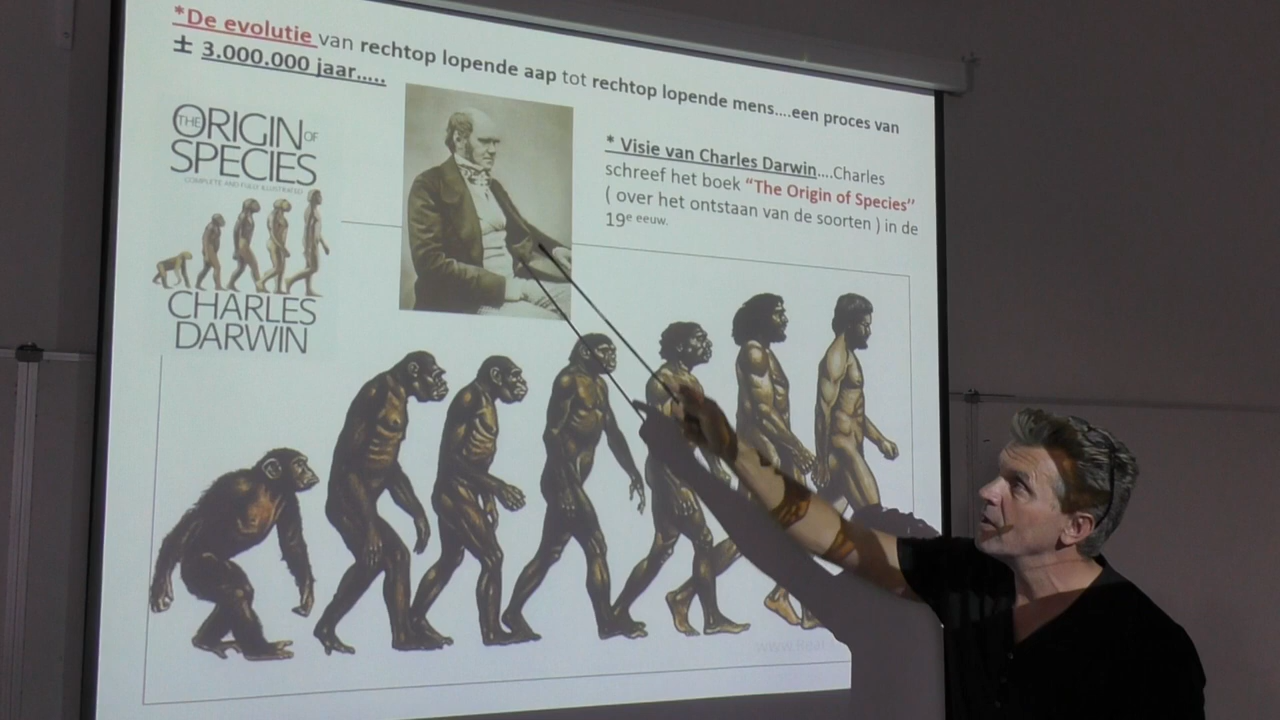 *De evolutie van rechtop lopende aap tot rechtop lopende mens....een proces van
± 3.000.000 jaar.....
THE ORIGIN OF
SPECIES
COMPLETE AND FULLY ILLUSTRATED
CHARLES
DARWIN
* Visie van Charles Darwin....Charles
schreef het boek “The Origin of Species”
( over het ontstaan van de soorten ) in de
19e eeuw.